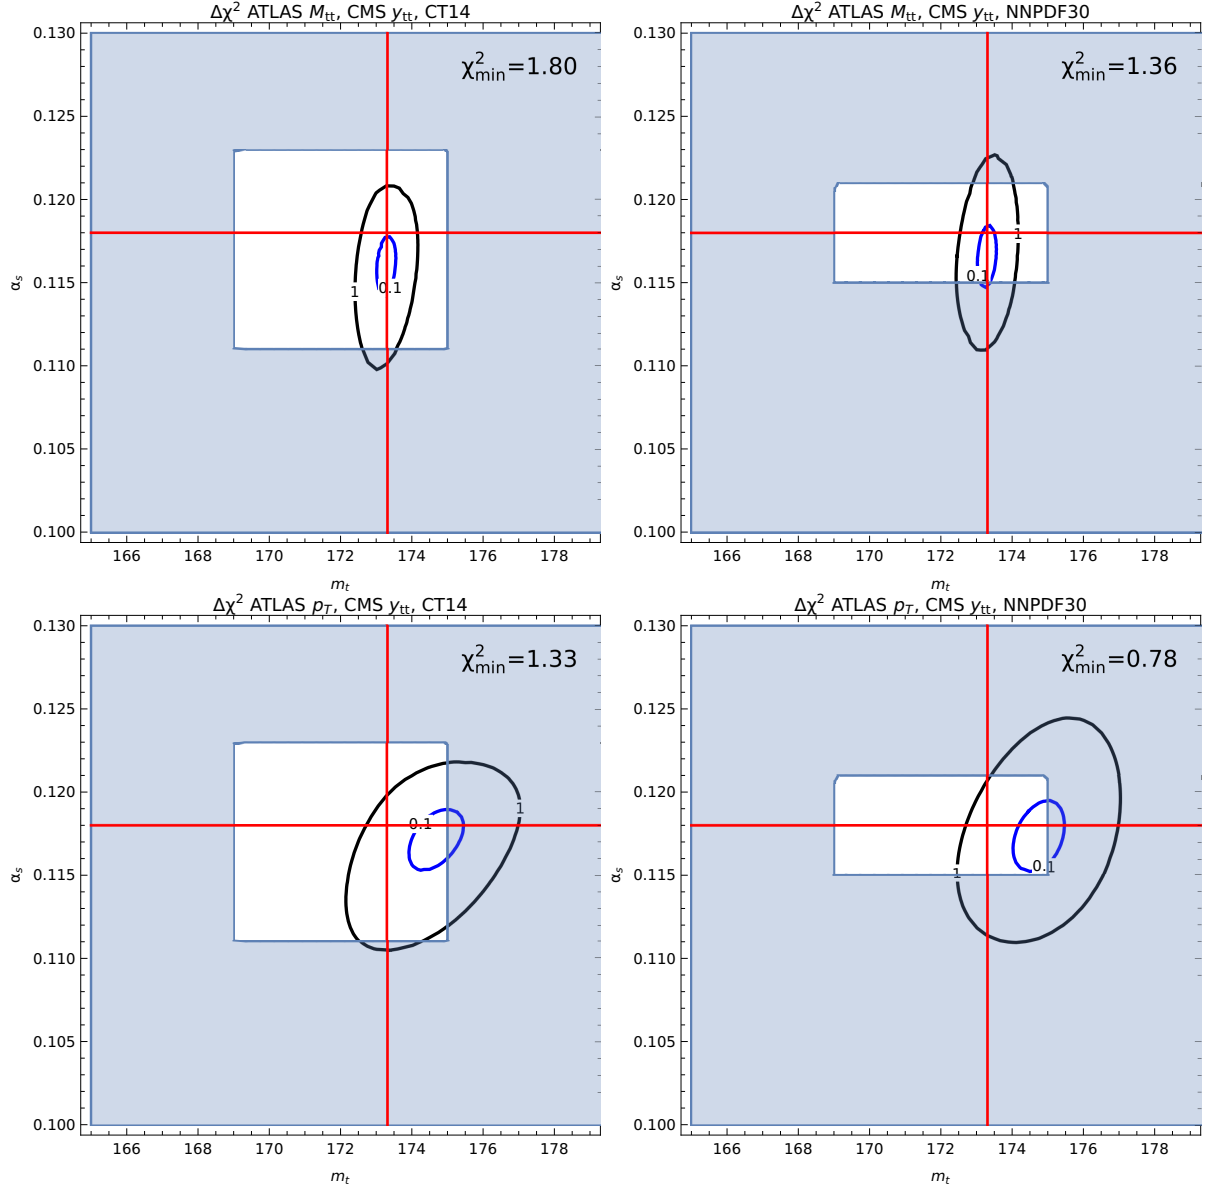 Δχ² ATLAS Mtt, CMS ytt, CT14
χ²min=1.80
0.130
0.125
0.120
0.115
0.110
0.105
0.100
αs
1
0.1
166 168 170 172 174 176 178
mt
Δχ² ATLAS Mtt, CMS ytt, NNPDF30
χ²min=1.36
0.130
0.125
0.120
0.115
0.110
0.105
0.100
αs
1
0.1
166 168 170 172 174 176 178
mt
Δχ² ATLAS pT, CMS ytt, CT14
χ²min=1.33
0.130
0.125
0.120
0.115
0.110
0.105
0.100
αs
1
0.1
166 168 170 172 174 176 178
mt
Δχ² ATLAS pT, CMS ytt, NNPDF30
χ²min=0.78
0.130
0.125
0.120
0.115
0.110
0.105
0.100
αs
1
0.1
166 168 170 172 174 176 178
mt